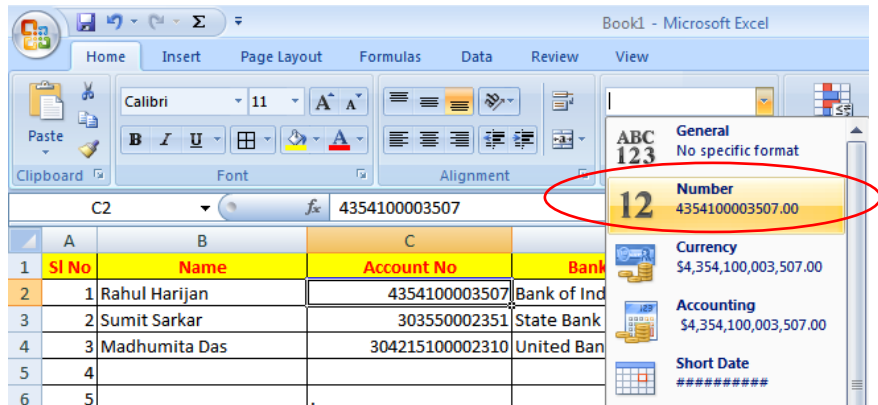 Book1 - Microsoft Excel
Home Insert Page Layout Formulas Data Review View
Calibri 11 A A
Paste B I U A
Clipboard Font Alignment
C2 fx 4354100003507
ABC 123 General
No specific format
12 Number
4354100003507.00
Currency
$4,354,100,003,507.00
Accounting
$4,354,100,003,507.00
Short Date
##########
A B C
1 Sl No Name Account No Bank
2 1 Rahul Harijan 4354100003507 Bank of Ind
3 2 Sumit Sarkar 303550002351 State Bank
4 3 Madhumita Das 304215100002310 United Ban
5 4
6 5